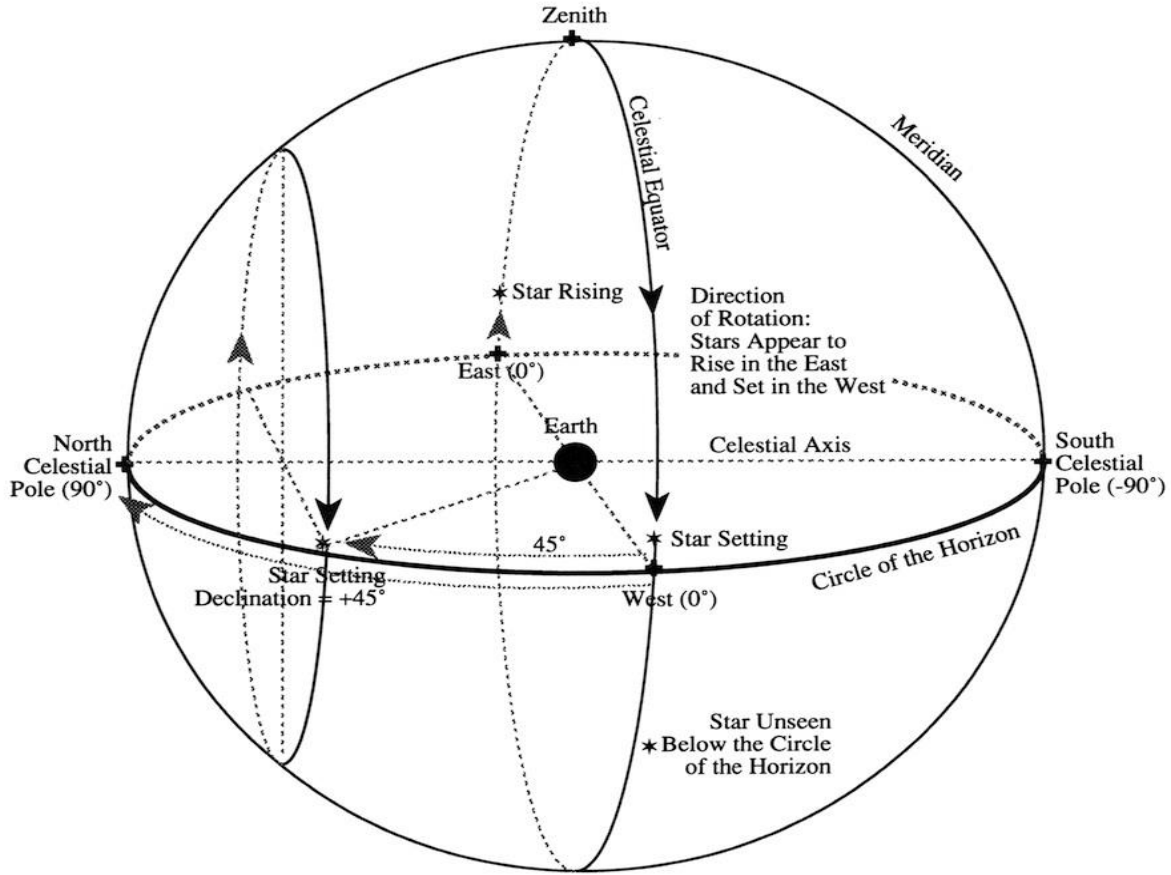 Zenith
Meridian
Celestial Equator
Star Rising
Direction
of Rotation:
Stars Appear to
Rise in the East
and Set in the West
East (0°)
Earth
North
Celestial
Pole (90°)
Celestial Axis
South
Celestial
Pole (-90°)
45°
Star Setting
Star Setting
Declination = +45°
West (0°)
Circle of the Horizon
Star Unseen
Below the Circle
of the Horizon